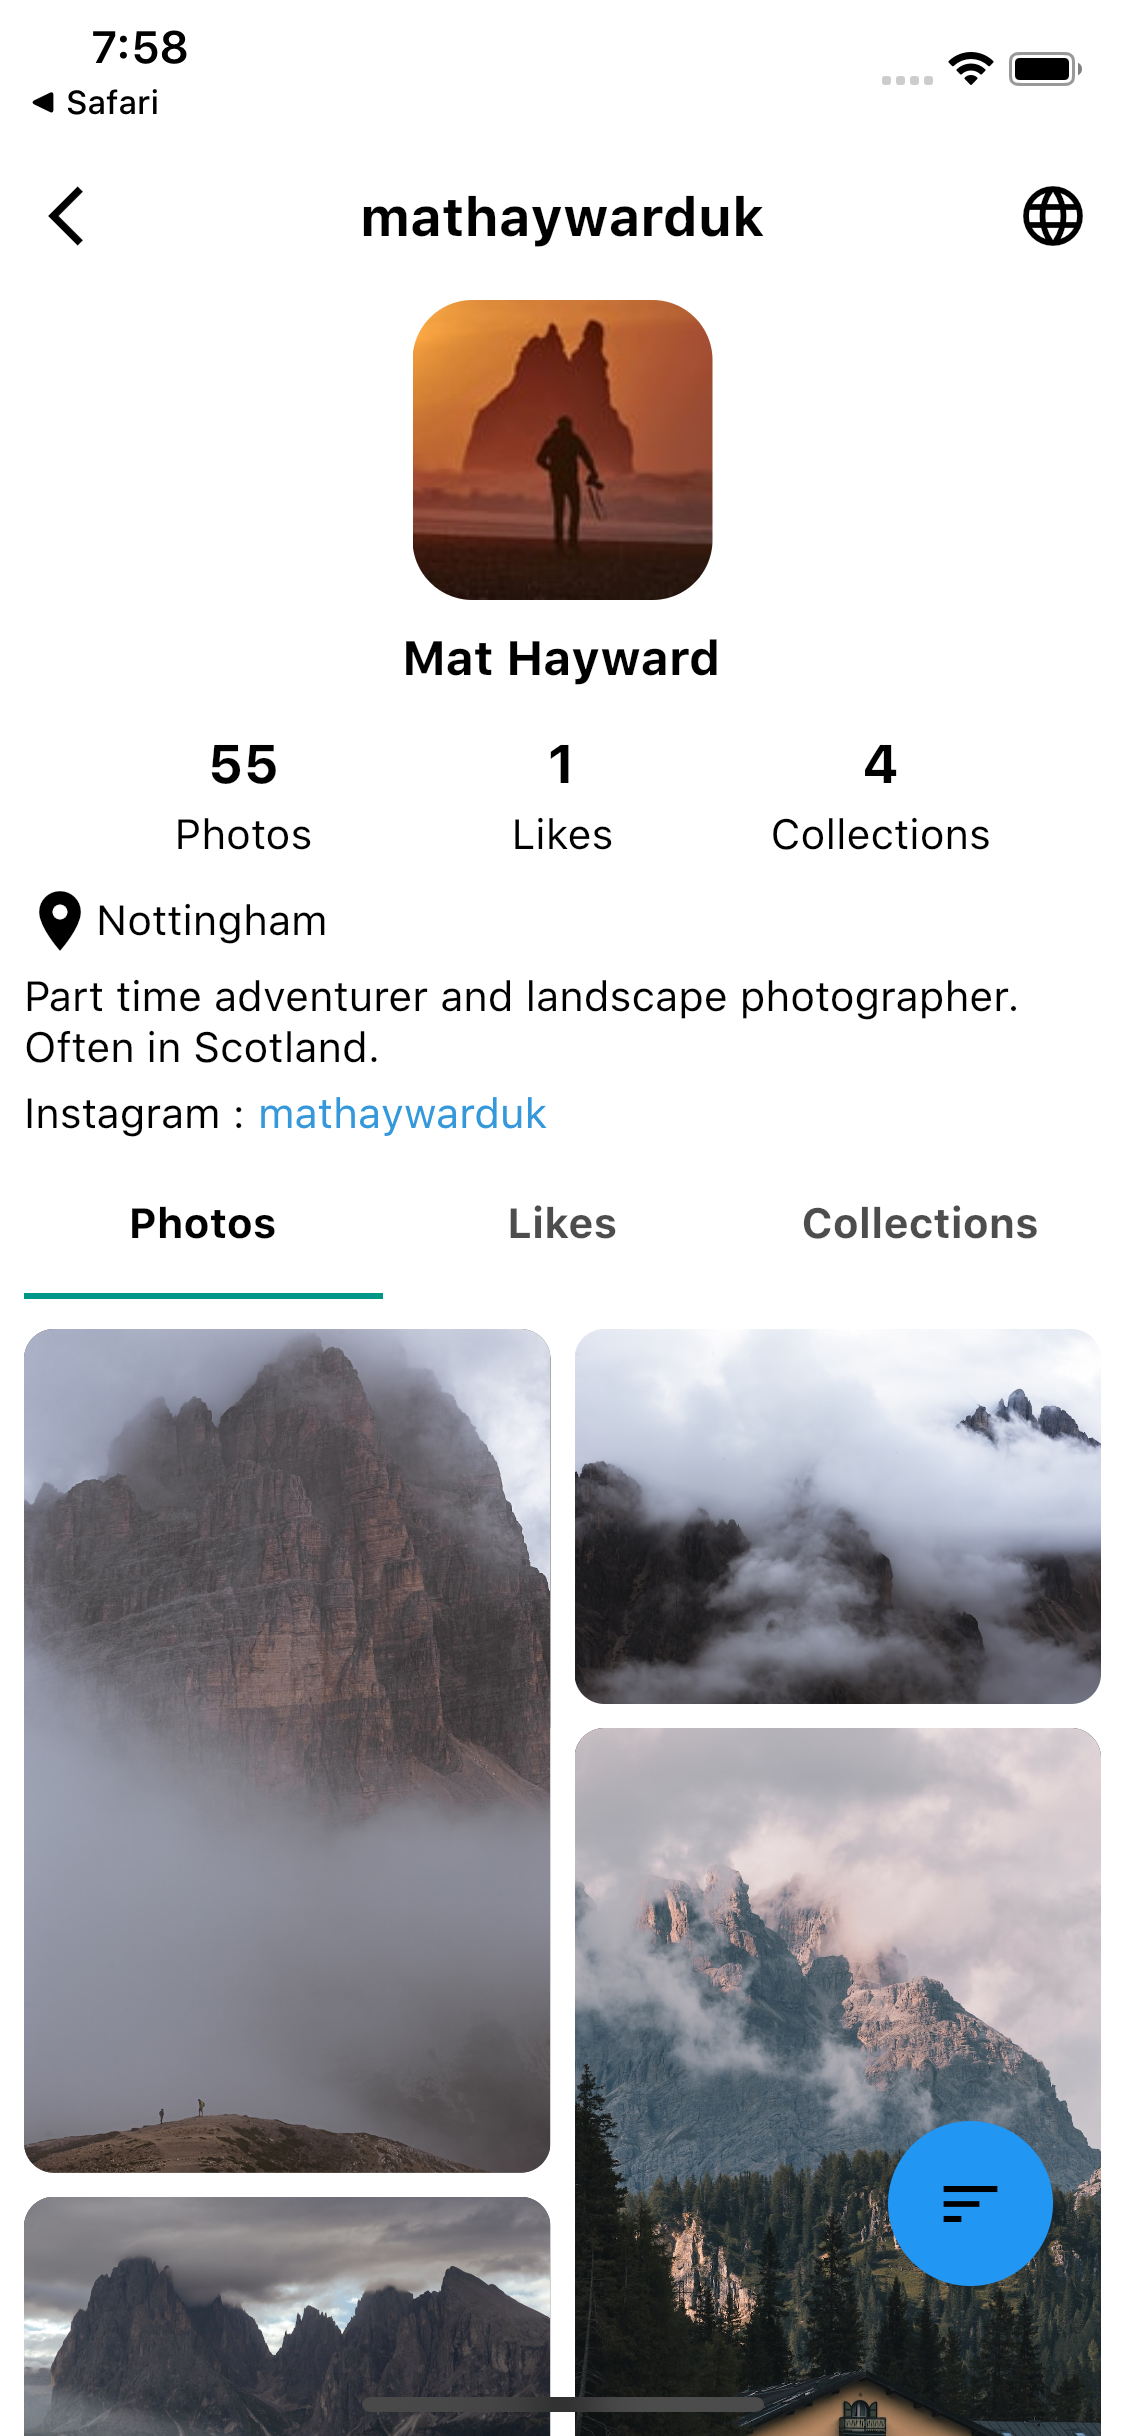 7:58
Safari
mathaywarduk
Mat Hayward
55 1 4
Photos Likes Collections
Nottingham
Part time adventurer and landscape photographer.
Often in Scotland.
Instagram : mathaywarduk
Photos Likes Collections